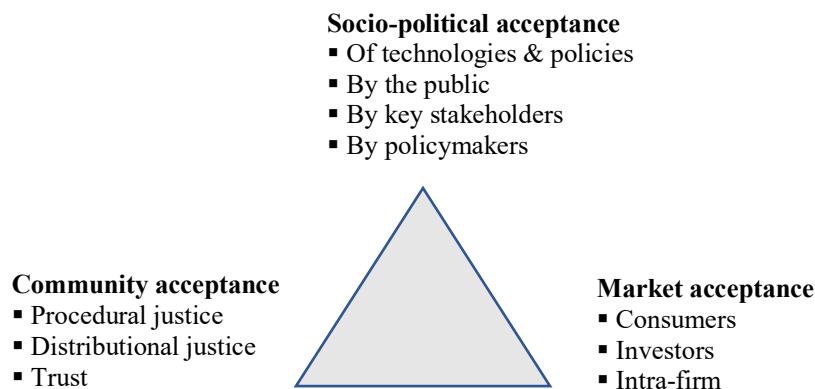 Socio-political acceptance
▪ Of technologies & policies
▪ By the public
▪ By key stakeholders
▪ By policymakers
Community acceptance
▪ Procedural justice
▪ Distributional justice
▪ Trust
Market acceptance
▪ Consumers
▪ Investors
▪ Intra-firm